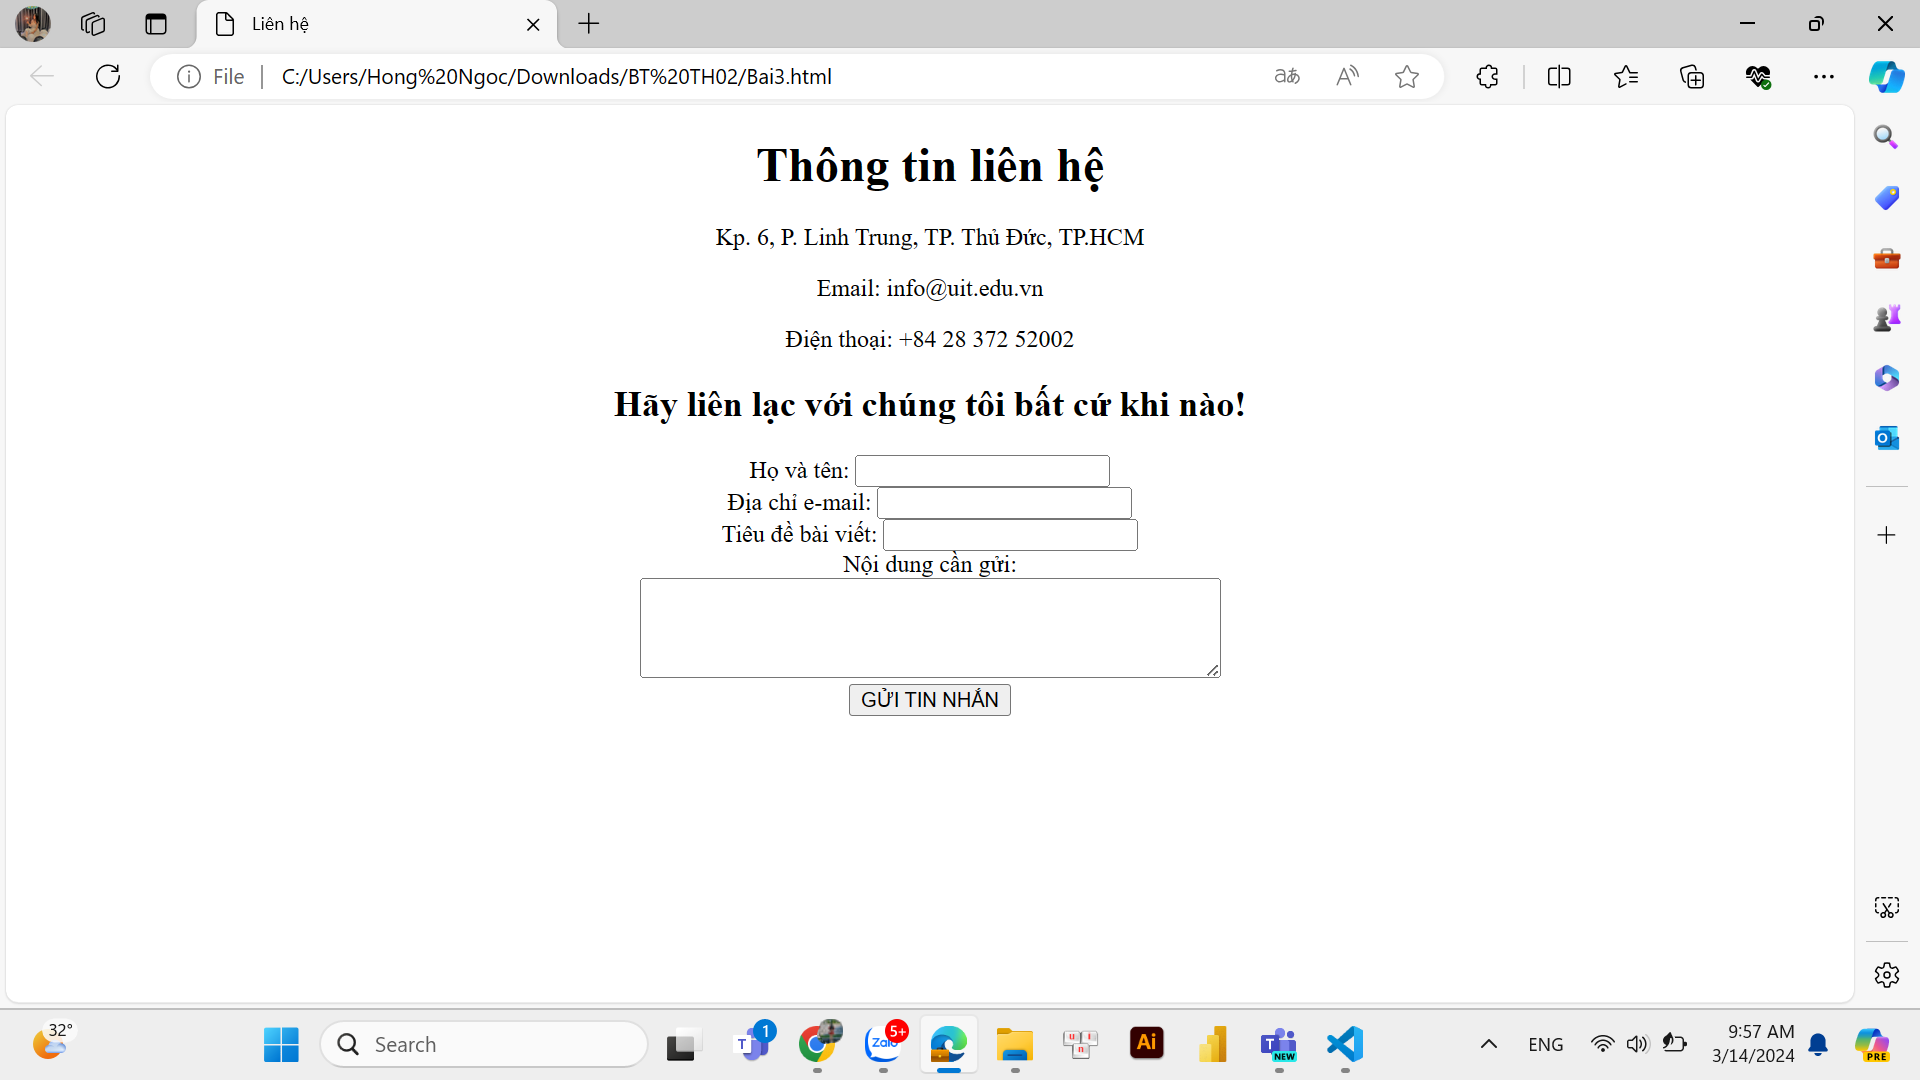 Liên hệ
File
C:/Users/Hong%20Ngoc/Downloads/BT%20TH02/Bai3.html
Thông tin liên hệ
Kp. 6, P. Linh Trung, TP. Thủ Đức, TP.HCM
Email: info@uit.edu.vn
Điện thoại: +84 28 372 52002
Hãy liên lạc với chúng tôi bất cứ khi nào!
Họ và tên:
Địa chỉ e-mail:
Tiêu đề bài viết:
Nội dung cần gửi:
GỬI TIN NHẮN
32°
Search
1
T
5+
Zalo
u i n
Ai
T
NEW
ENG
9:57 AM
3/14/2024
PRE